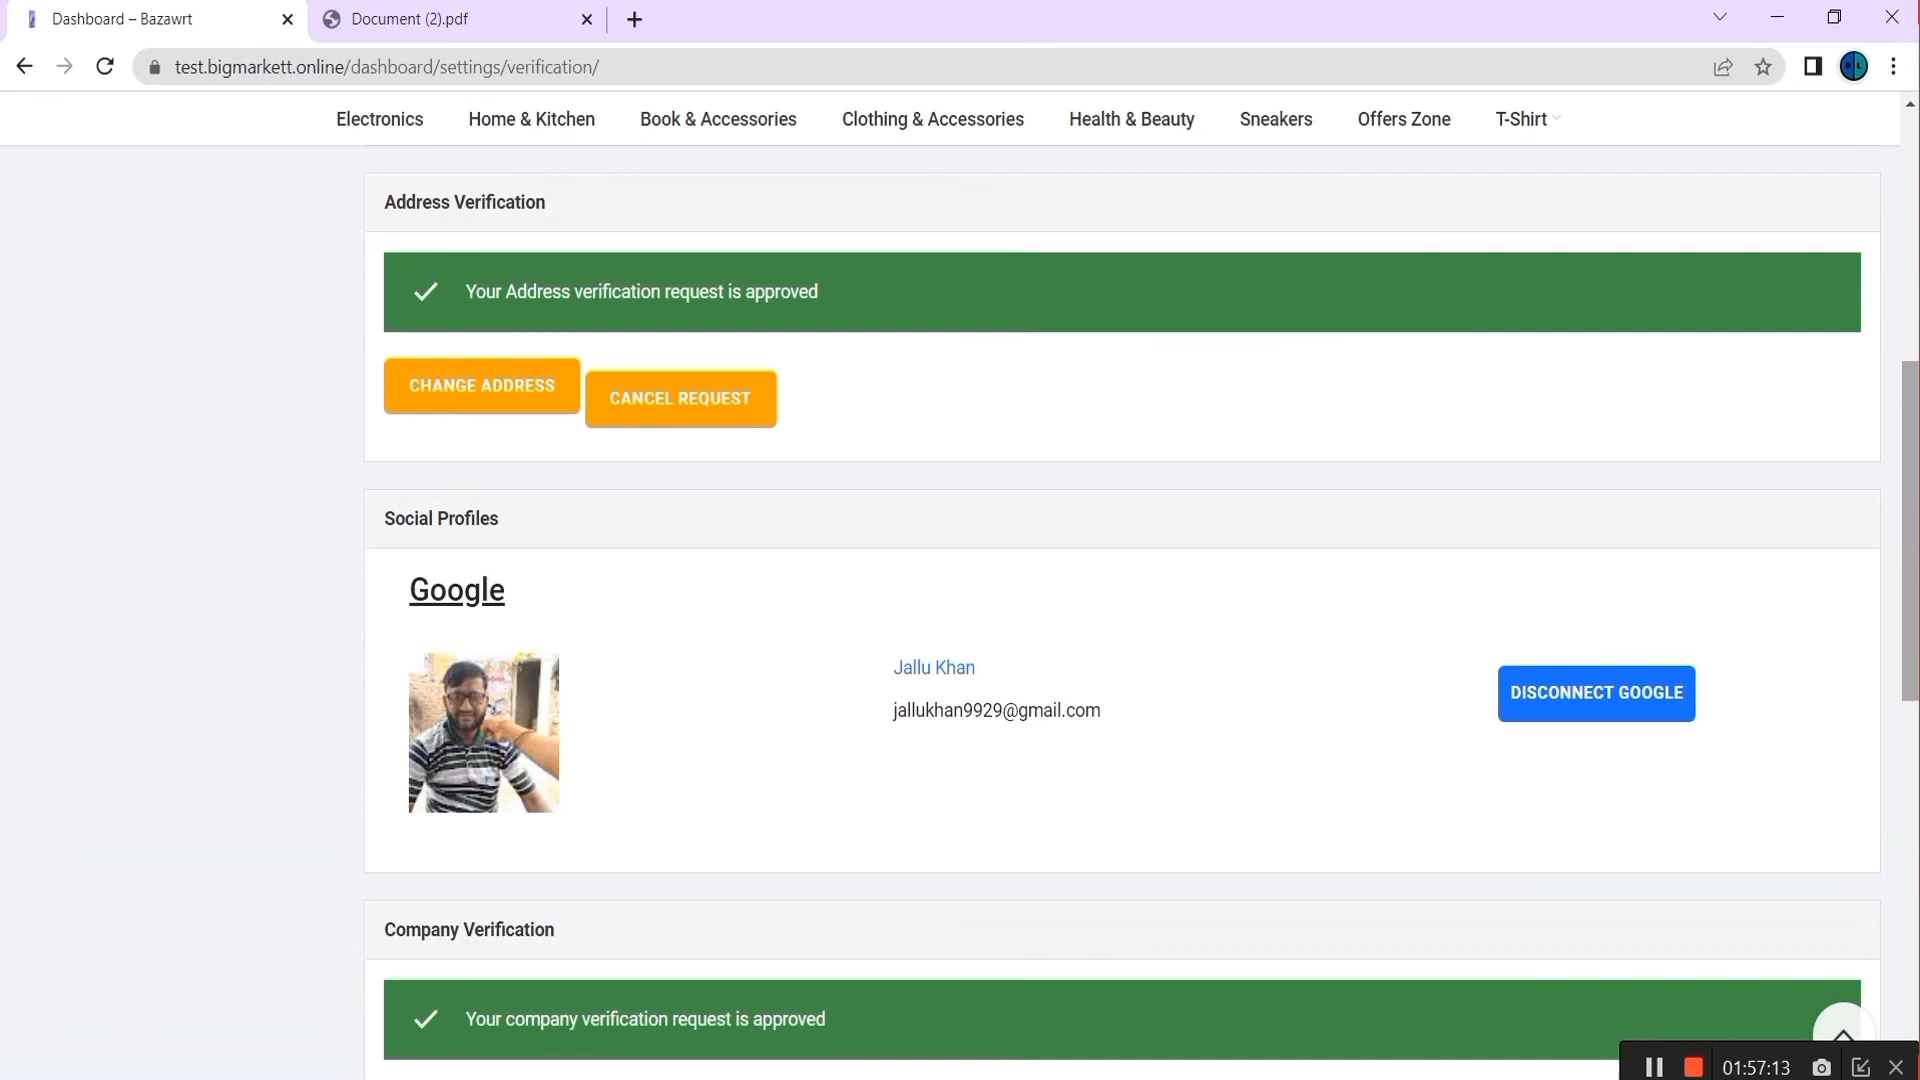 Dashboard – Bazawrt
Document (2).pdf
test.bigmarkett.online/dashboard/settings/verification/
Electronics Home & Kitchen Book & Accessories Clothing & Accessories Health & Beauty Sneakers Offers Zone T-Shirt
Address Verification
Your Address verification request is approved
CHANGE ADDRESS
CANCEL REQUEST
Social Profiles
Google
Jallu Khan
jallukhan9929@gmail.com
DISCONNECT GOOGLE
Company Verification
Your company verification request is approved
01:57:13